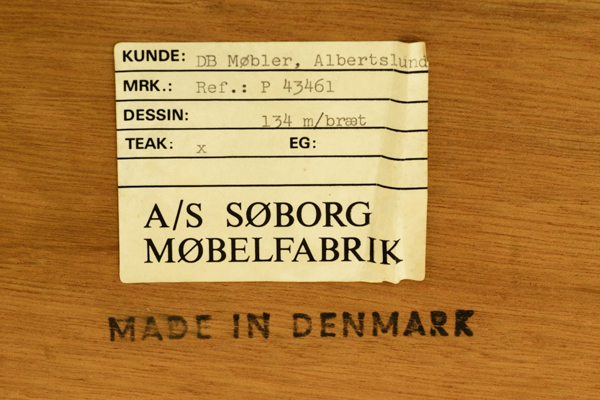 KUNDE: DB Møbler, Albertslund
MRK.: Ref.: P 43461
DESSIN: 134 m/bræt
TEAK: x EG:
A/S SØBORG
MØBELFABRIK
MADE IN DENMARK